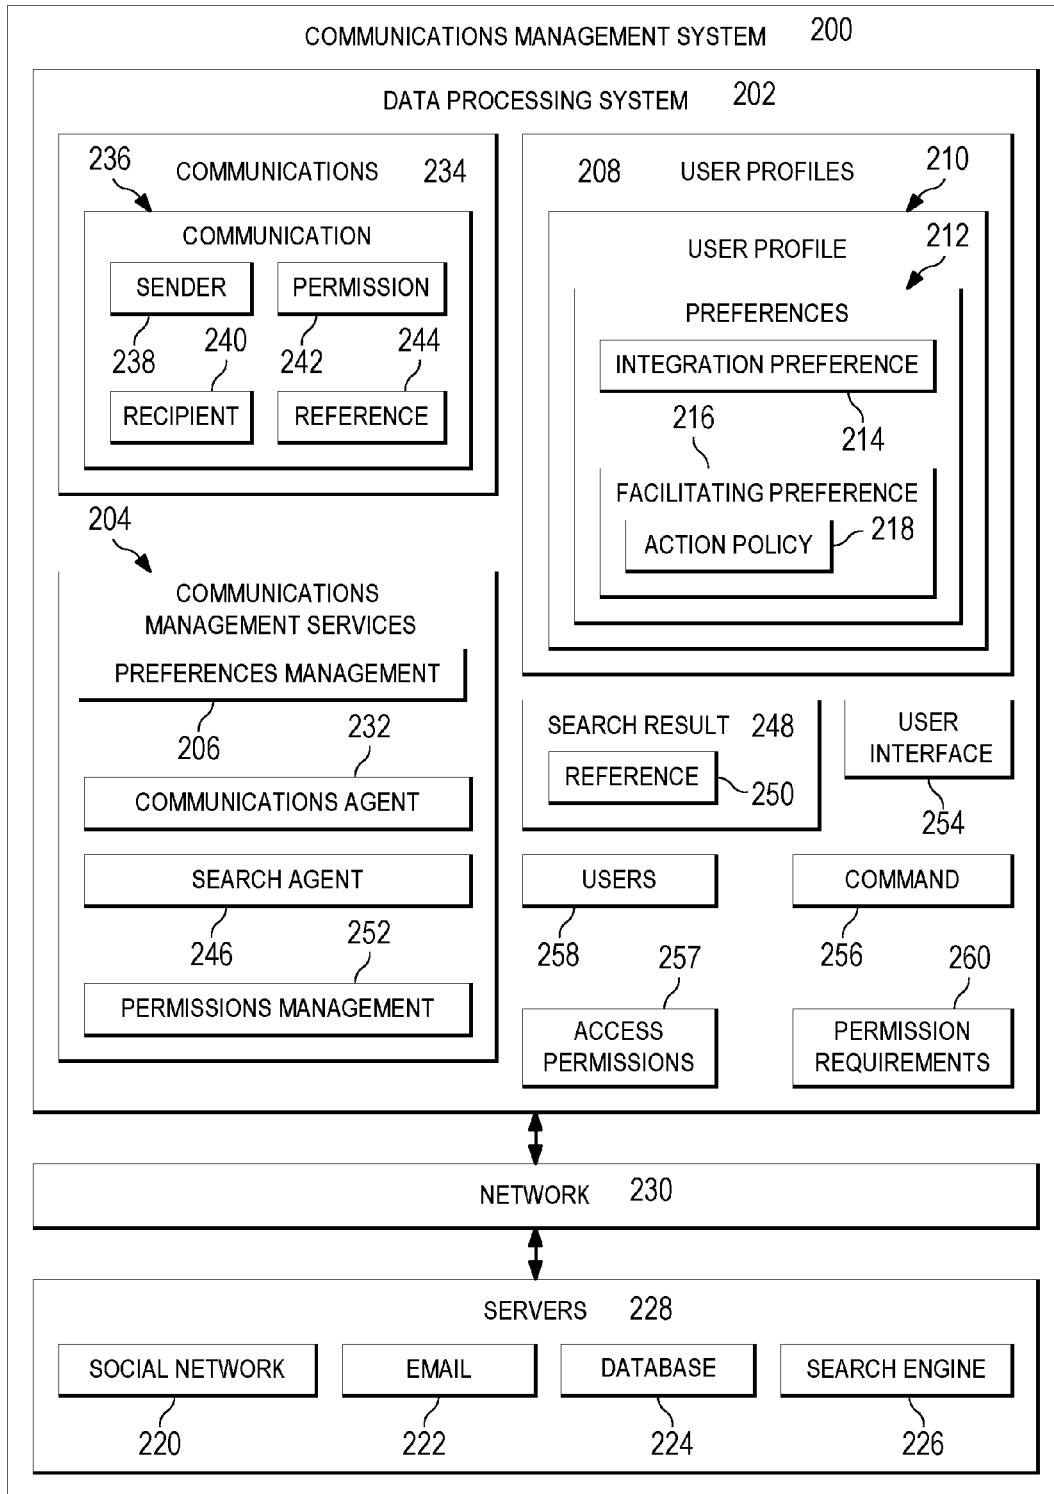 COMMUNICATIONS MANAGEMENT SYSTEM 200
DATA PROCESSING SYSTEM 202
236
COMMUNICATIONS 234
COMMUNICATION
SENDER
PERMISSION
238
240
242
244
RECIPIENT
REFERENCE
208 USER PROFILES 210
USER PROFILE 212
PREFERENCES
INTEGRATION PREFERENCE
216
214
FACILITATING PREFERENCE
ACTION POLICY 218
204
COMMUNICATIONS
MANAGEMENT SERVICES
PREFERENCES MANAGEMENT
206
232
COMMUNICATIONS AGENT
SEARCH AGENT
246
252
PERMISSIONS MANAGEMENT
SEARCH RESULT 248
REFERENCE
250
USER
INTERFACE
254
USERS
258
COMMAND
256
257
ACCESS
PERMISSIONS
260
PERMISSION
REQUIREMENTS
NETWORK 230
SERVERS 228
SOCIAL NETWORK
EMAIL
DATABASE
SEARCH ENGINE
220
222
224
226